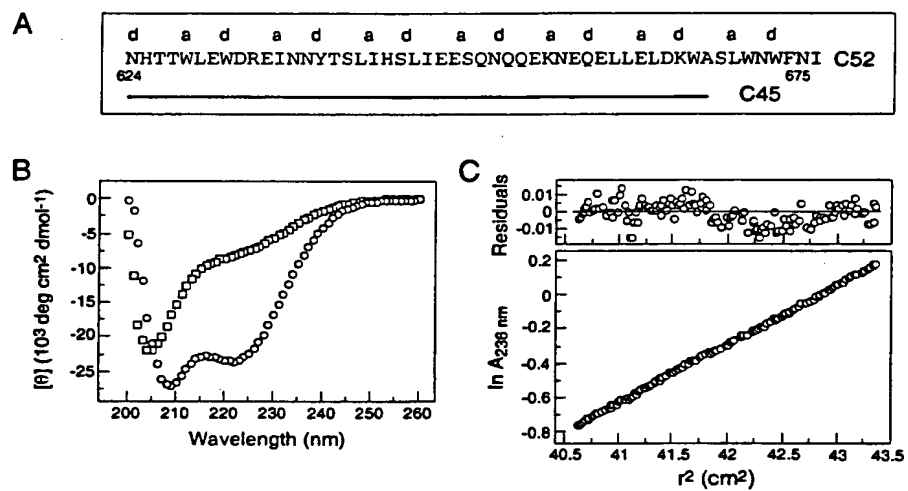 A
d a d a d a d a d a d a d a d
NHTTWLEWDREINNYTSLIHSLIEESQNQQEKNEQELLELDKWASLWNWFNI C52
624 675
C45
B
0
-5
-10
-15
-20
-25
[θ] (10³ deg cm2 dmol-1)
200 210 220 230 240 250 260
Wavelength (nm)
C
Residuals
0.01
0
-0.01
0.2
0
-0.2
-0.4
-0.6
-0.8
ln A236 nm
40.5 41 41.5 42 42.5 43 43.5
r² (cm²)